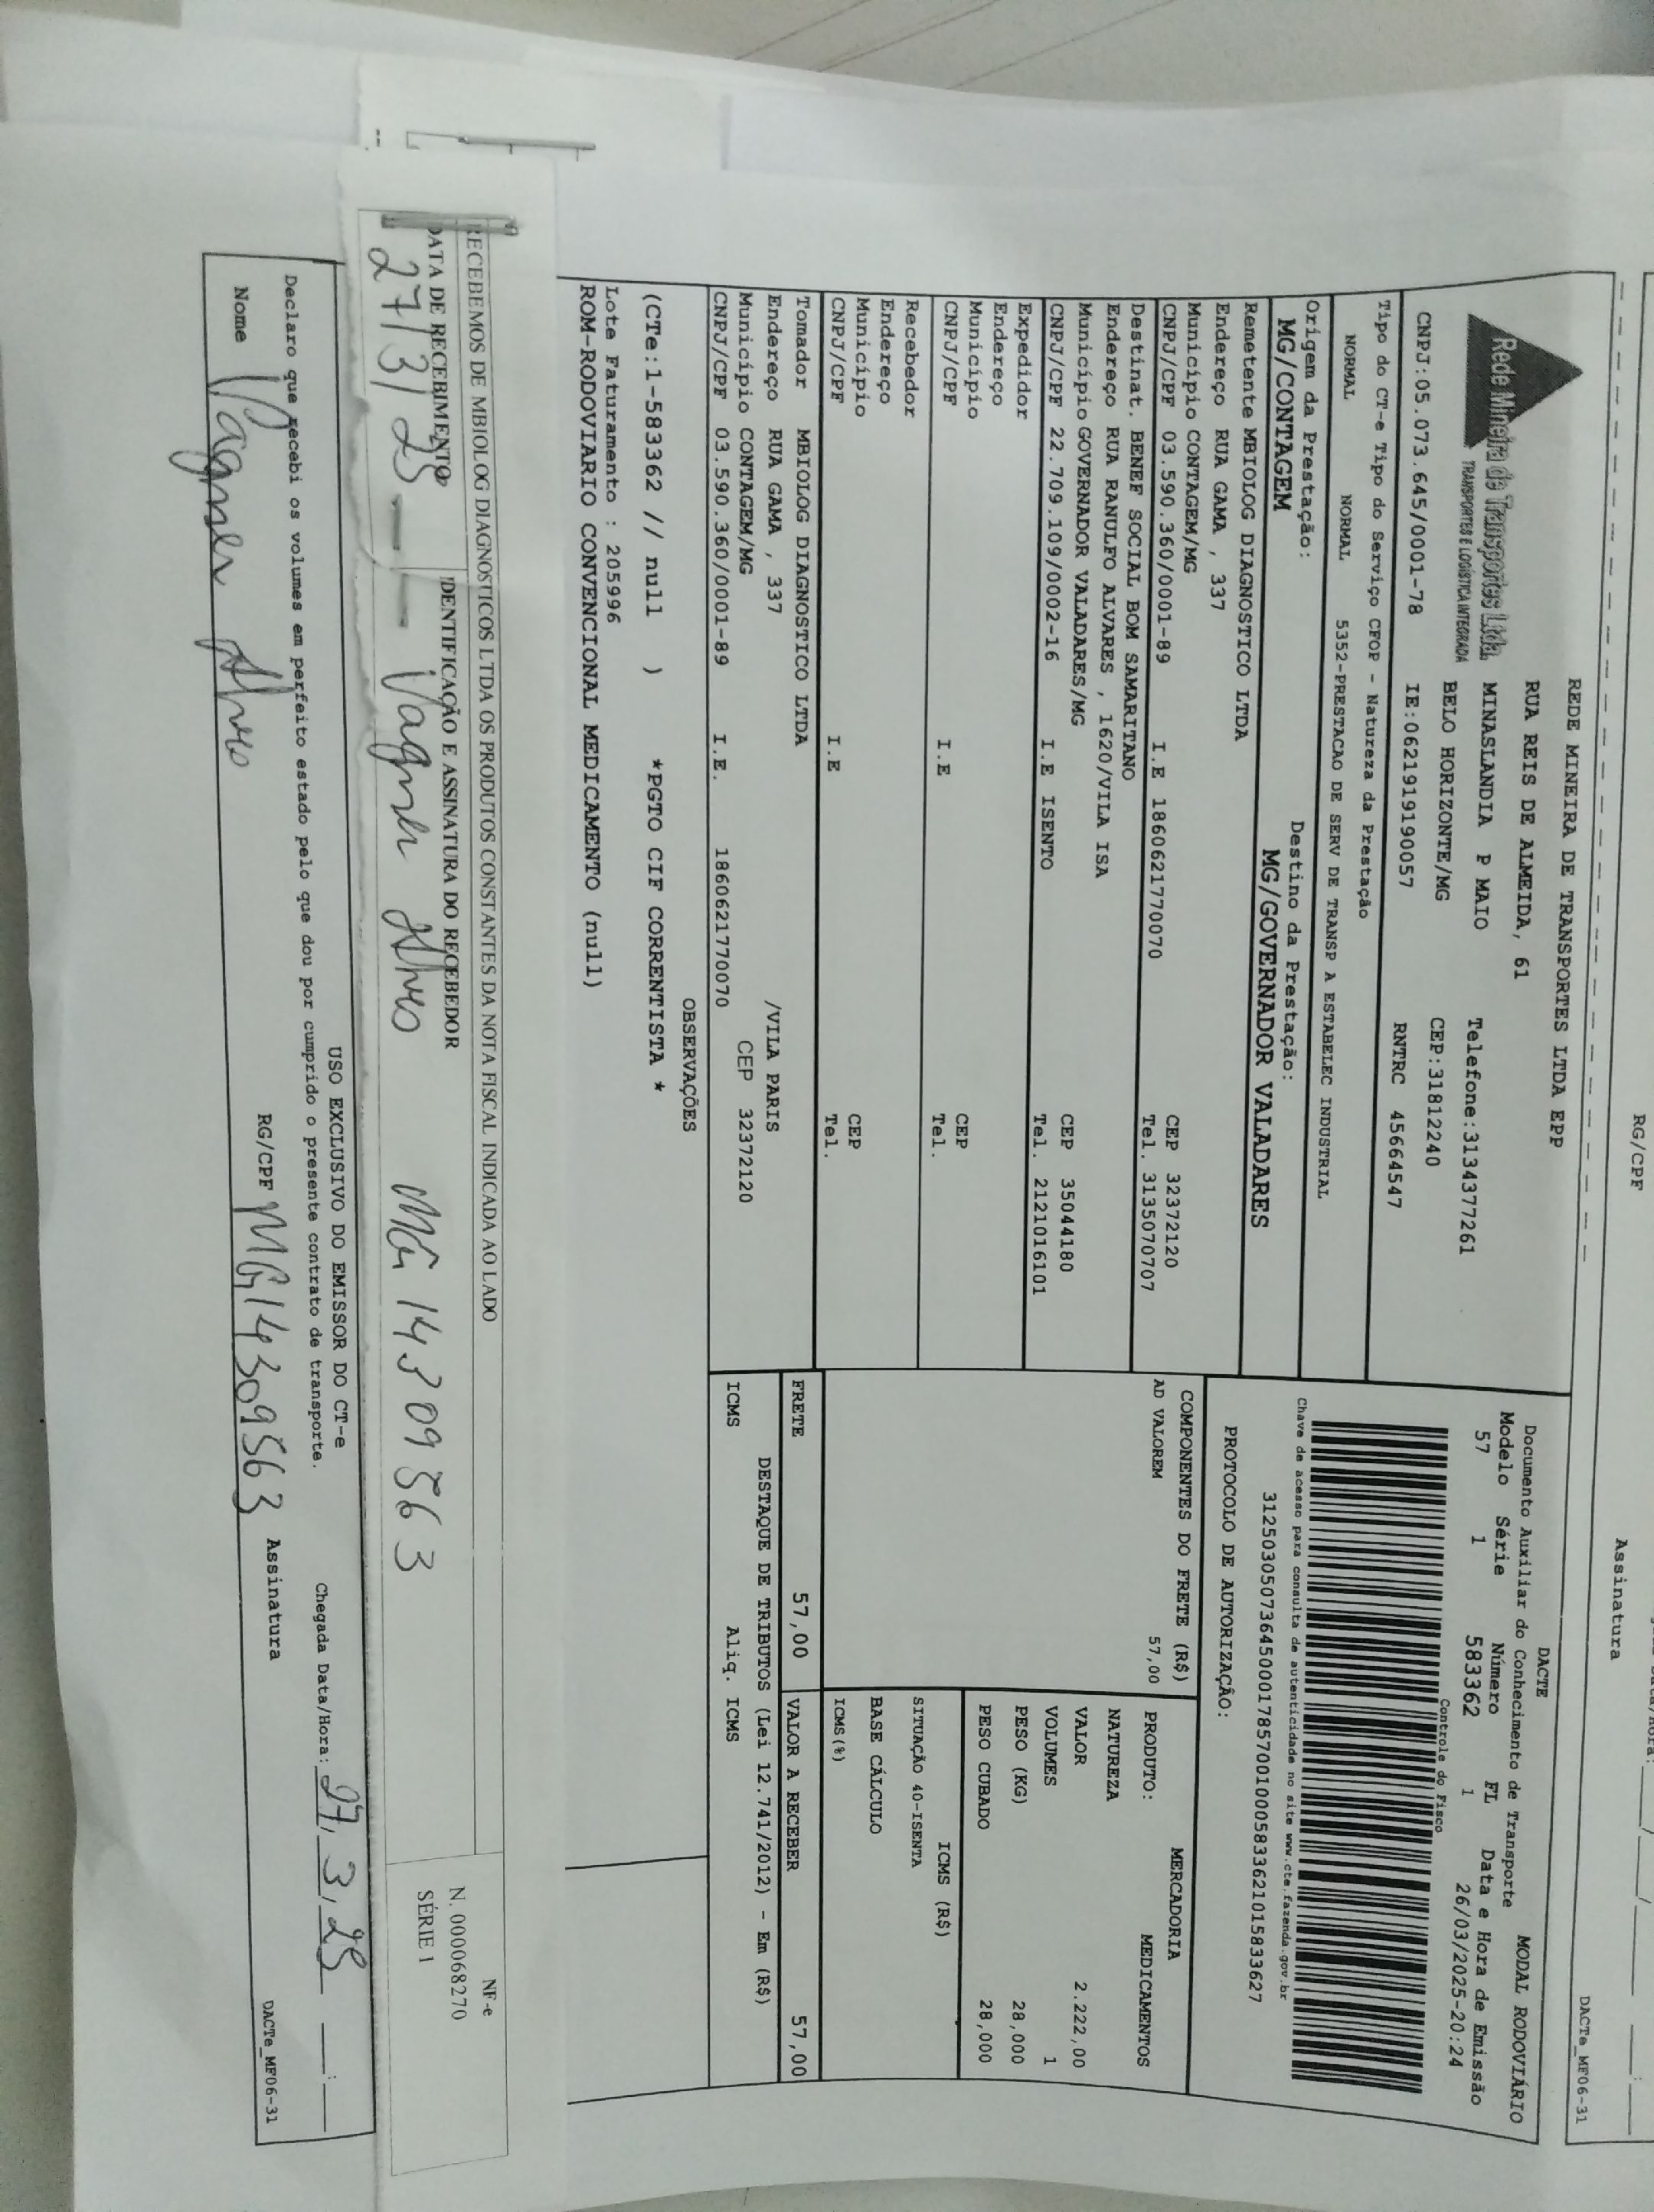 RG/CPF
Assinatura
DACTe_MF06-31
Rede Mineira de Transportes Ltda.
TRANSPORTES E LOGÍSTICA INTEGRADA
REDE MINEIRA DE TRANSPORTES LTDA EPP
RUA REIS DE ALMEIDA, 61
MINASLANDIA P MAIO Telefone:3134377261
BELO HORIZONTE/MG CEP:31812240
CNPJ:05.073.645/0001-78 IE:0621919190057 RNTRC 45664547
DACTE MODAL RODOVIÁRIO
Documento Auxiliar do Conhecimento de Transporte
Modelo Série Número FL Data e Hora de Emissão
57 1 583362 1 26/03/2025-20:24
Controle do Fisco
Chave de acesso para consulta de autenticidade no site www.cte.fazenda.gov.br
31250305073645000178570010005833621015833627
PROTOCOLO DE AUTORIZAÇÃO:
Tipo do CT-e Tipo do Serviço CFOP - Natureza da Prestação
NORMAL NORMAL 5352-PRESTACAO DE SERV DE TRANSP A ESTABELEC INDUSTRIAL
Origem da Prestação: Destino da Prestação:
MG/CONTAGEM MG/GOVERNADOR VALADARES
Remetente MBIOLOG DIAGNOSTICO LTDA
Endereço RUA GAMA , 337
Município CONTAGEM/MG CEP 32372120
CNPJ/CPF 03.590.360/0001-89 I.E 1860621770070 Tel. 3135070707
Destinat. BENEF SOCIAL BOM SAMARITANO
Endereço RUA RANULFO ALVARES , 1620/VILA ISA
Município GOVERNADOR VALADARES/MG CEP 35044180
CNPJ/CPF 22.709.109/0002-16 I.E ISENTO Tel. 2121016101
Expedidor
Endereço
Município CEP
CNPJ/CPF I.E Tel.
Recebedor
Endereço
Município CEP
CNPJ/CPF I.E Tel.
Tomador MBIOLOG DIAGNOSTICO LTDA
Endereço RUA GAMA , 337 /VILA PARIS
Município CONTAGEM/MG CEP 32372120
CNPJ/CPF 03.590.360/0001-89 I.E. 1860621770070
COMPONENTES DO FRETE (R$)
AD VALOREM 57,00
MERCADORIA
PRODUTO: MEDICAMENTOS
NATUREZA
VALOR 2.222,00
VOLUMES 1
PESO (KG) 28,000
PESO CUBADO 28,000
ICMS (R$)
SITUAÇÃO 40-ISENTA
BASE CÁLCULO
ICMS(%)
FRETE 57,00 VALOR A RECEBER 57,00
DESTAQUE DE TRIBUTOS (Lei 12.741/2012) - Em (R$)
ICMS Aliq. ICMS
OBSERVAÇÕES
(CTe:1-583362 // null ) *PGTO CIF CORRENTISTA *
Lote Faturamento : 205996
ROM-RODOVIARIO CONVENCIONAL MEDICAMENTO (null)
RECEBEMOS DE MBIOLOG DIAGNOSTICOS LTDA OS PRODUTOS CONSTANTES DA NOTA FISCAL INDICADA AO LADO
DATA DE RECEBIMENTO IDENTIFICAÇÃO E ASSINATURA DO RECEBEDOR
27/3/25 Vagner MG 14309563
NF-e
N. 000068270
SÉRIE 1
USO EXCLUSIVO DO EMISSOR DO CT-e
Declaro que recebi os volumes em perfeito estado pelo que dou por cumprido o presente contrato de transporte.
Chegada Data/Hora: 27/3/25
Nome Vagner RG/CPF MG14309563 Assinatura
DACTe_MF06-31